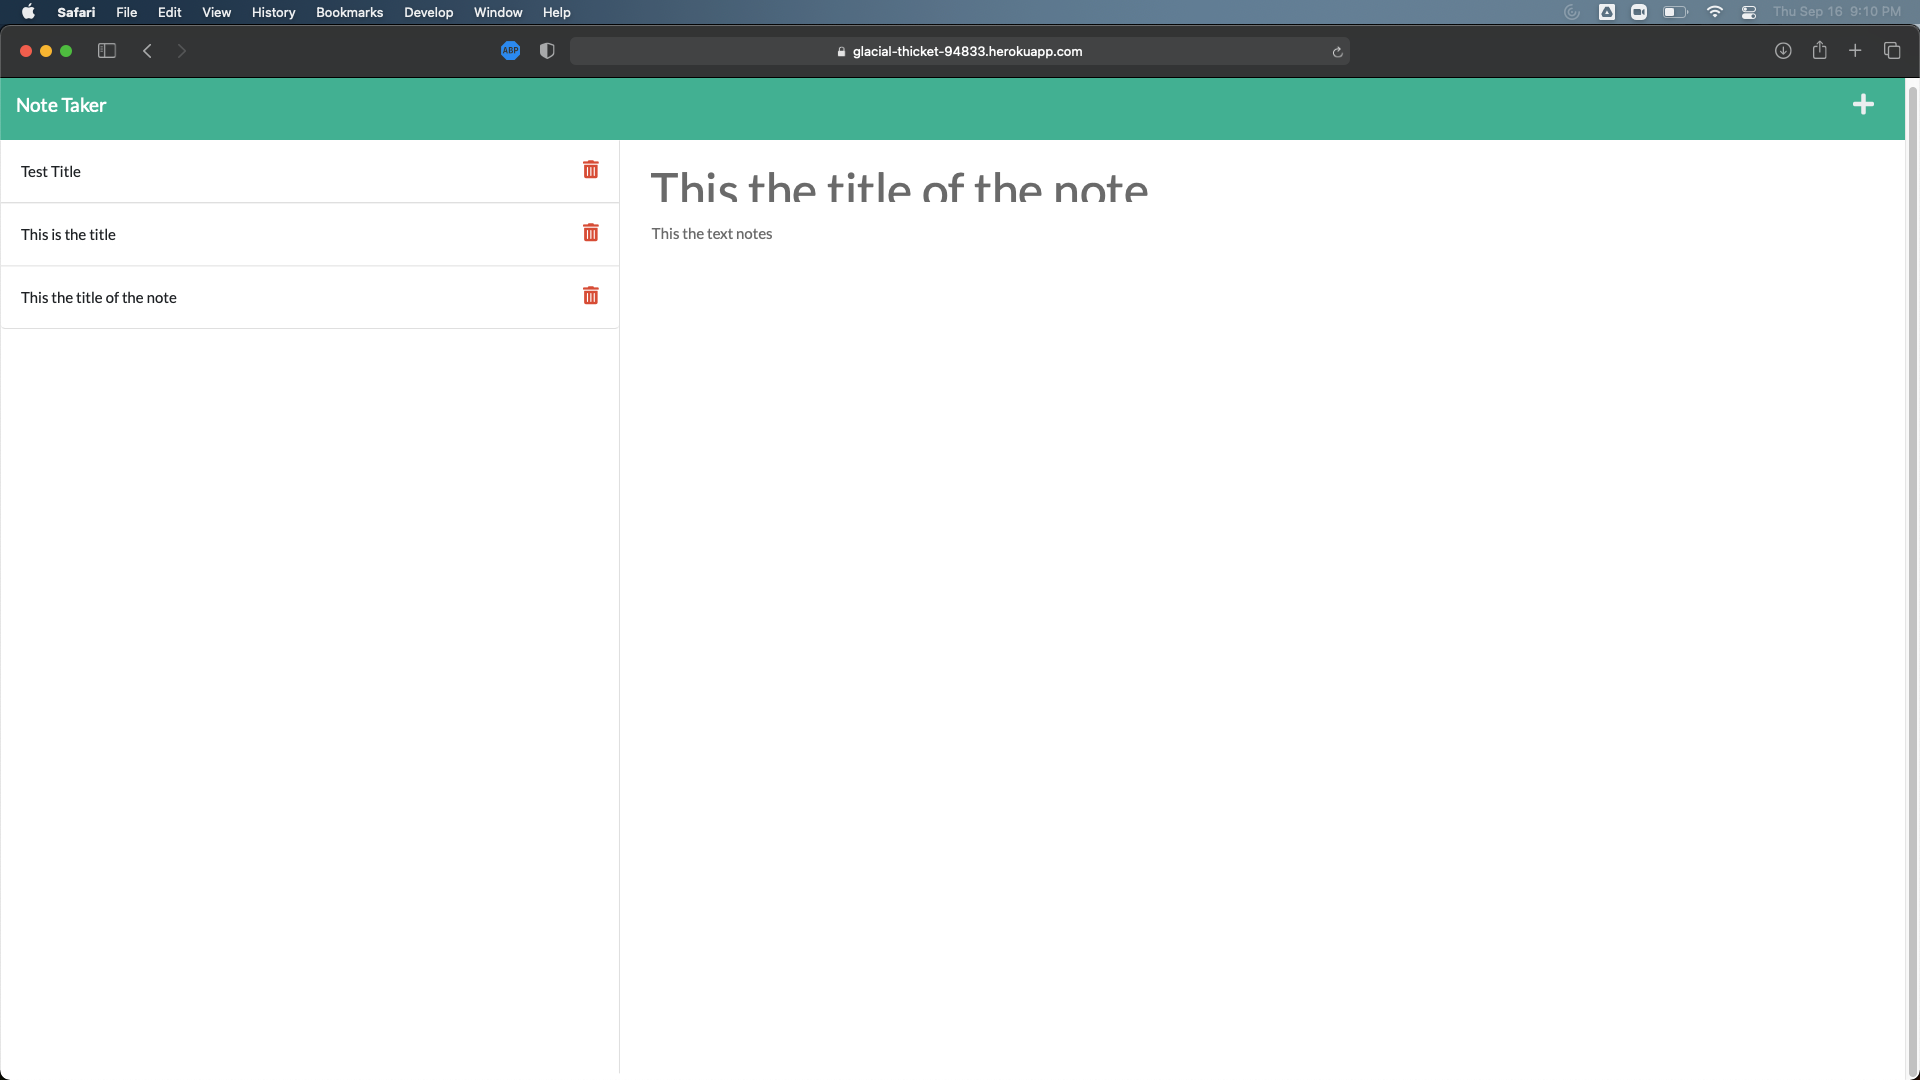 Safari File Edit View History Bookmarks Develop Window Help Thu Sep 16 9:10 PM
ABP glacial-thicket-94833.herokuapp.com
Note Taker
Test Title
This is the title
This the title of the note
This the title of the note
This the text notes